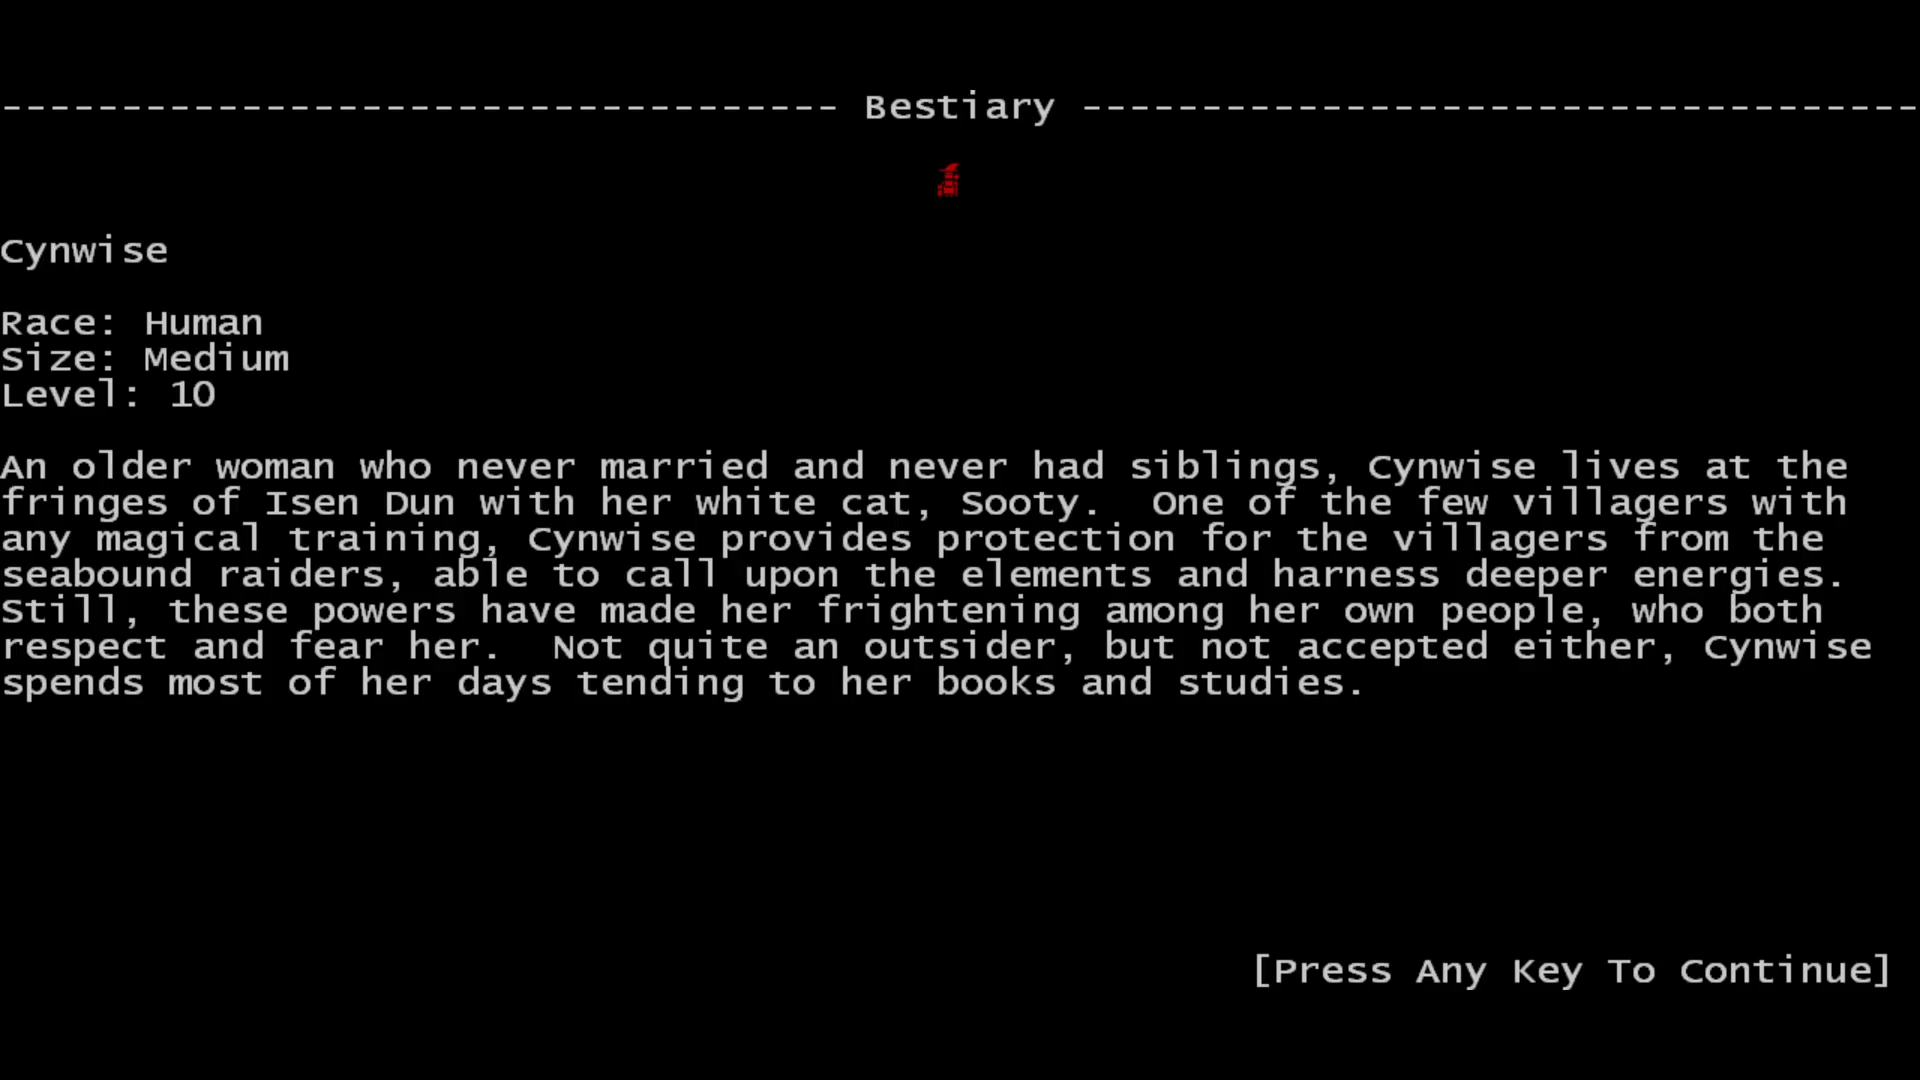 ---------------------------------- Bestiary ----------------------------------
Cynwise
Race: Human
Size: Medium
Level: 10
An older woman who never married and never had siblings, Cynwise lives at the
fringes of Isen Dun with her white cat, Sooty.  One of the few villagers with
any magical training, Cynwise provides protection for the villagers from the
seabound raiders, able to call upon the elements and harness deeper energies.
Still, these powers have made her frightening among her own people, who both
respect and fear her.  Not quite an outsider, but not accepted either, Cynwise
spends most of her days tending to her books and studies.
[Press Any Key To Continue]